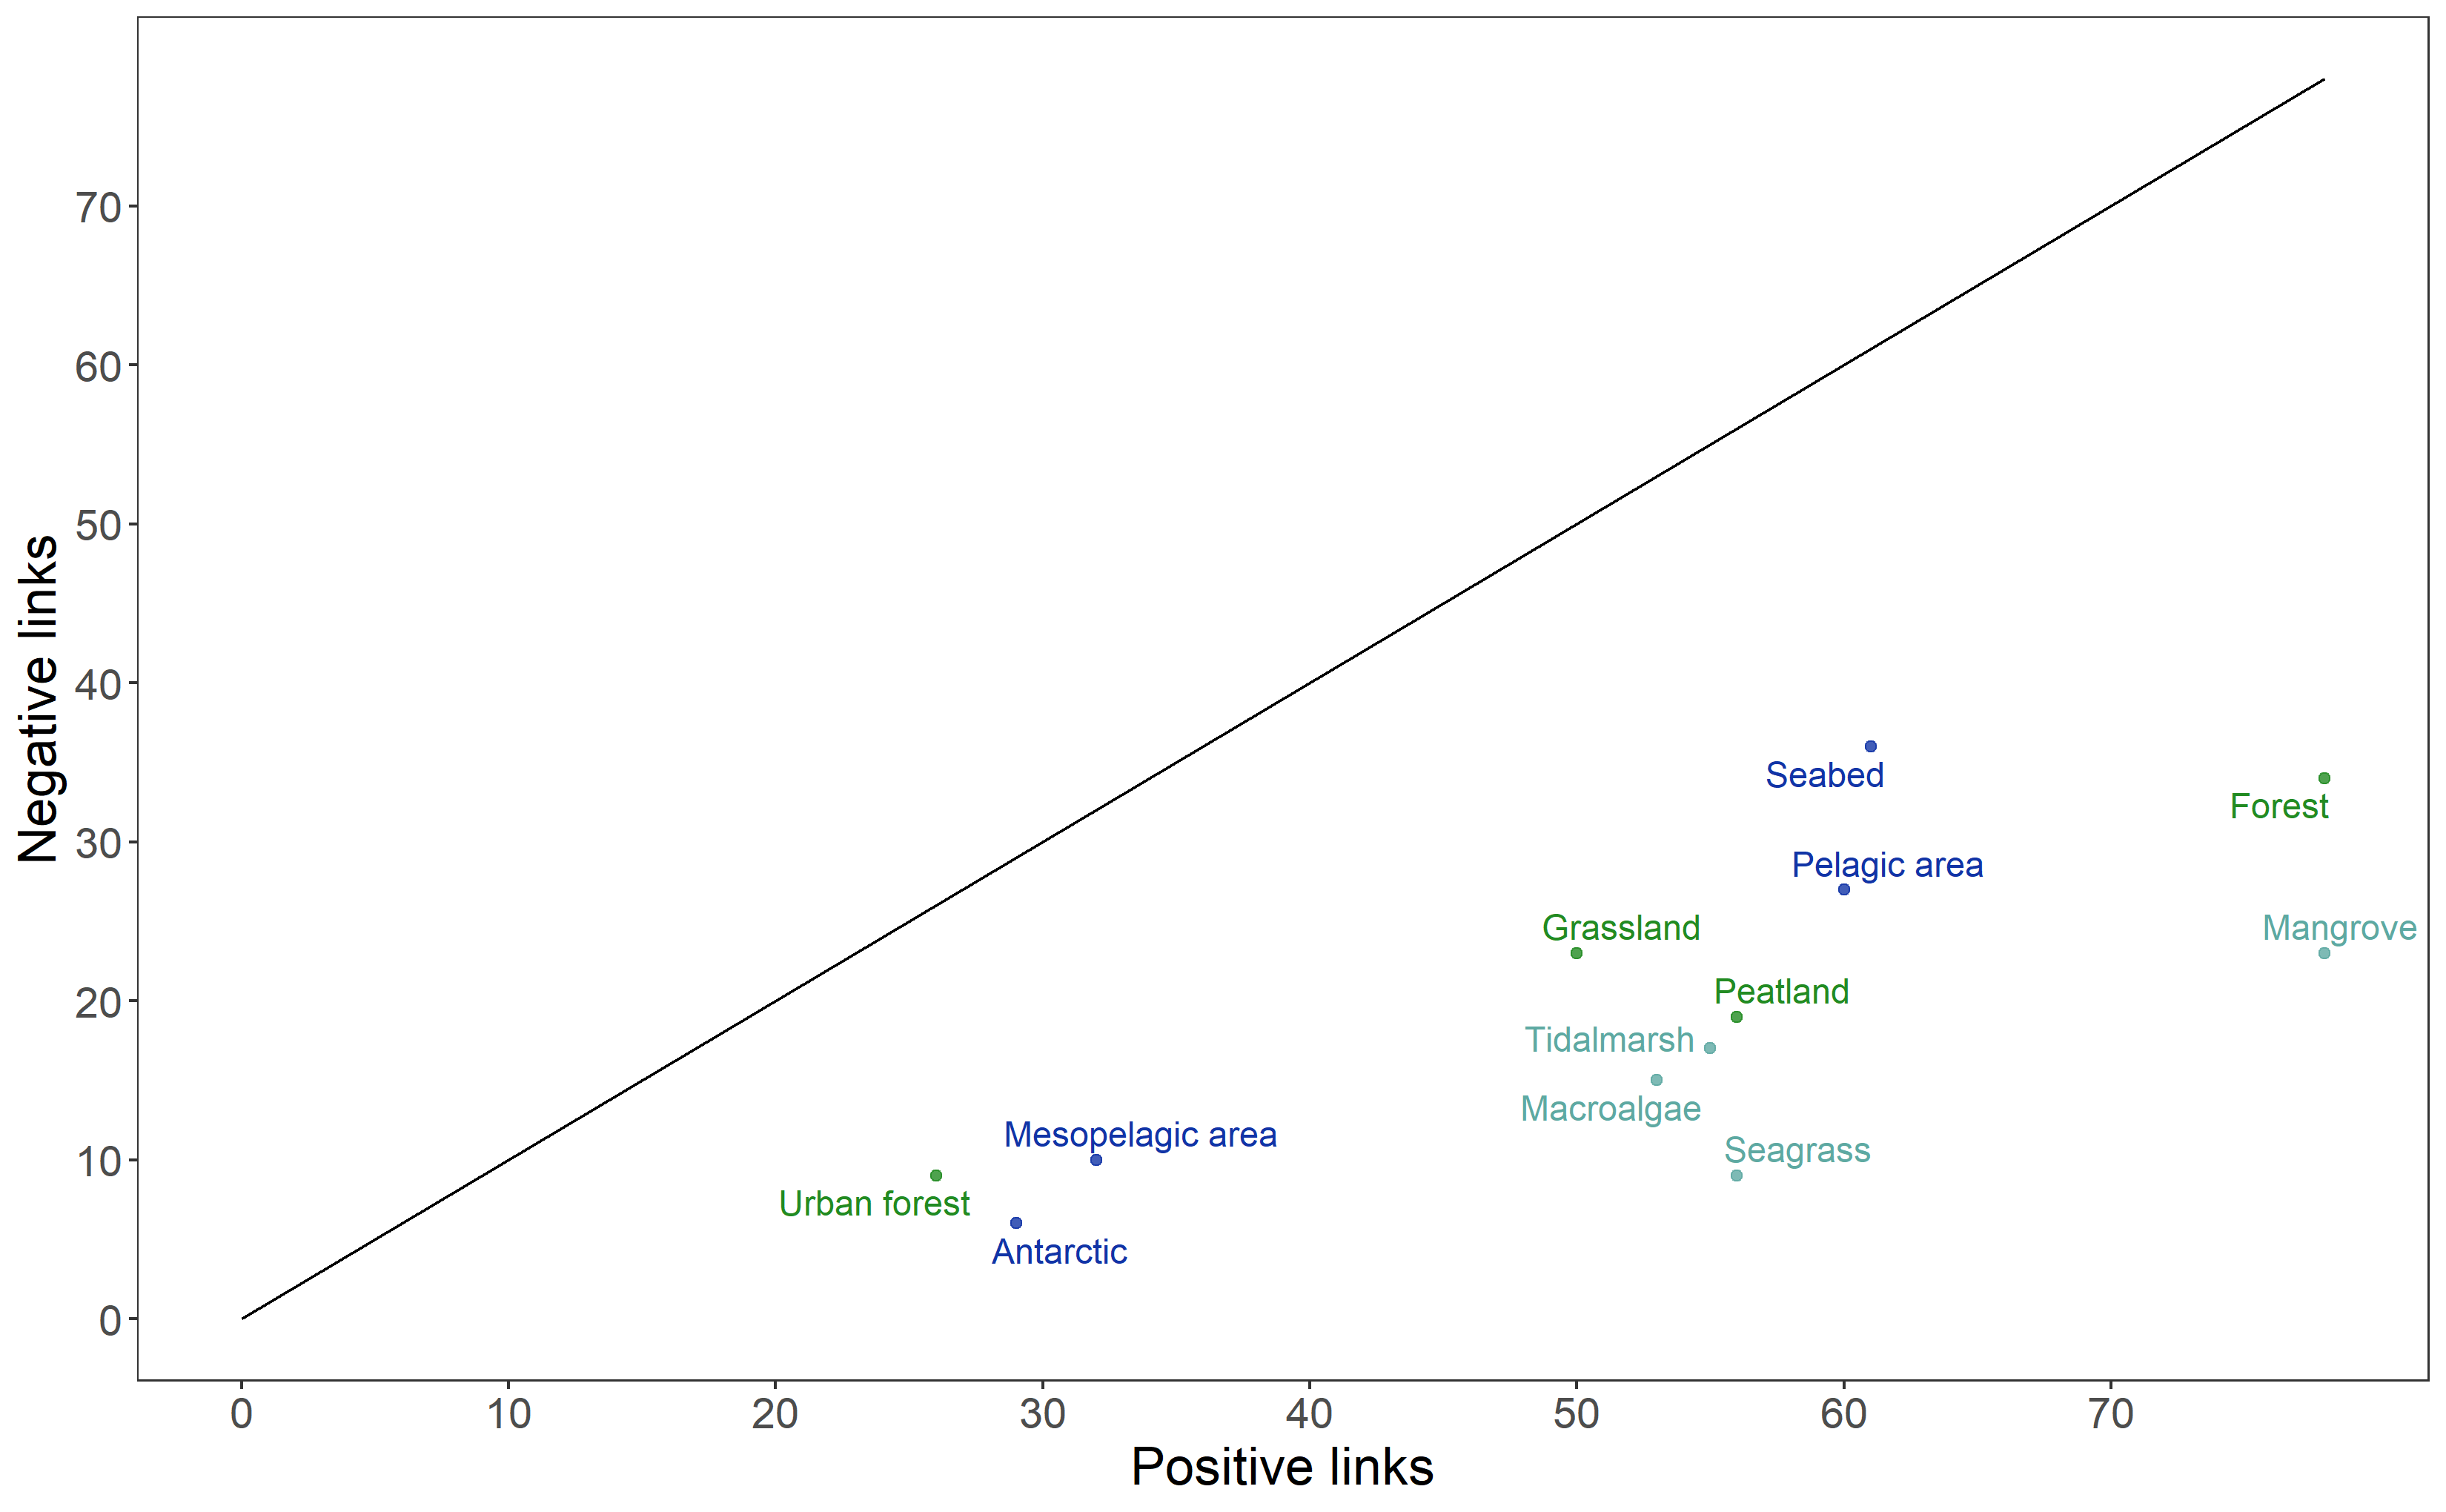 70
60
50
40
30
20
10
0
Negative links
Seabed
Forest
Pelagic area
Grassland
Mangrove
Peatland
Tidalmarsh
Macroalgae
Mesopelagic area
Seagrass
Urban forest
Antarctic
0 10 20 30 40 50 60 70
Positive links